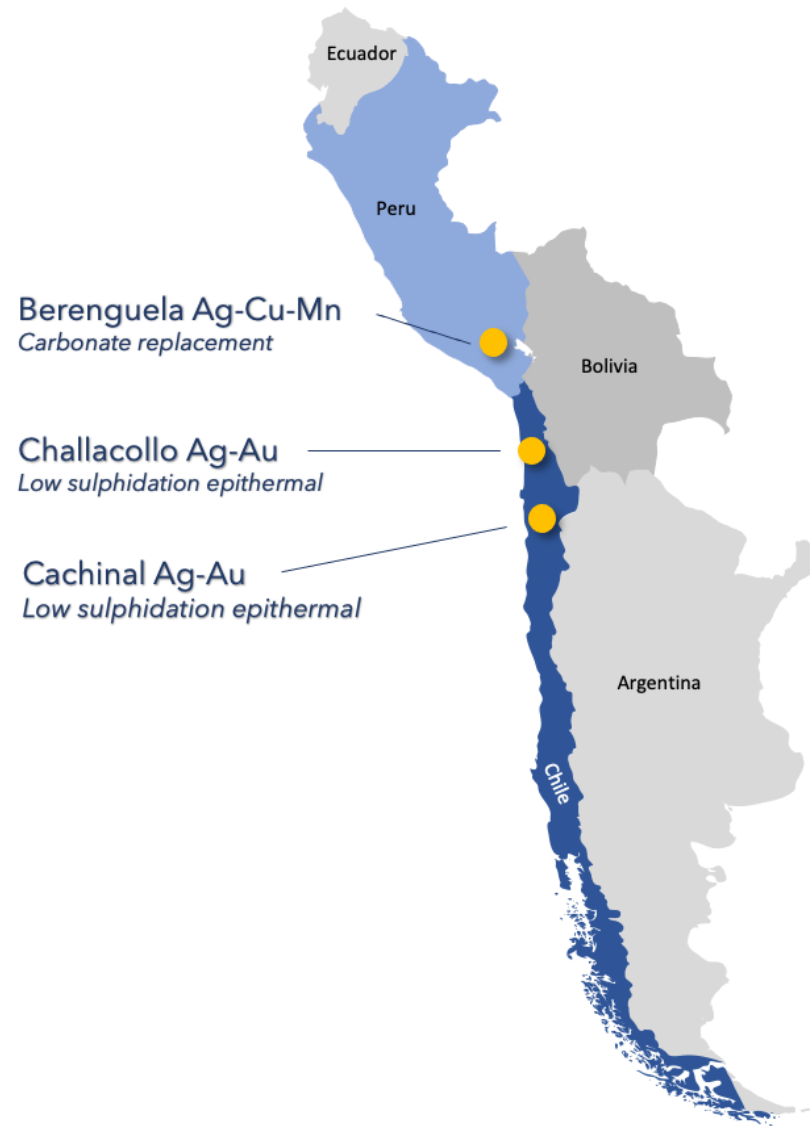 Ecuador
Peru
Berenguela Ag-Cu-Mn
Carbonate replacement
Bolivia
Challacollo Ag-Au
Low sulphidation epithermal
Cachinal Ag-Au
Low sulphidation epithermal
Argentina
Chile